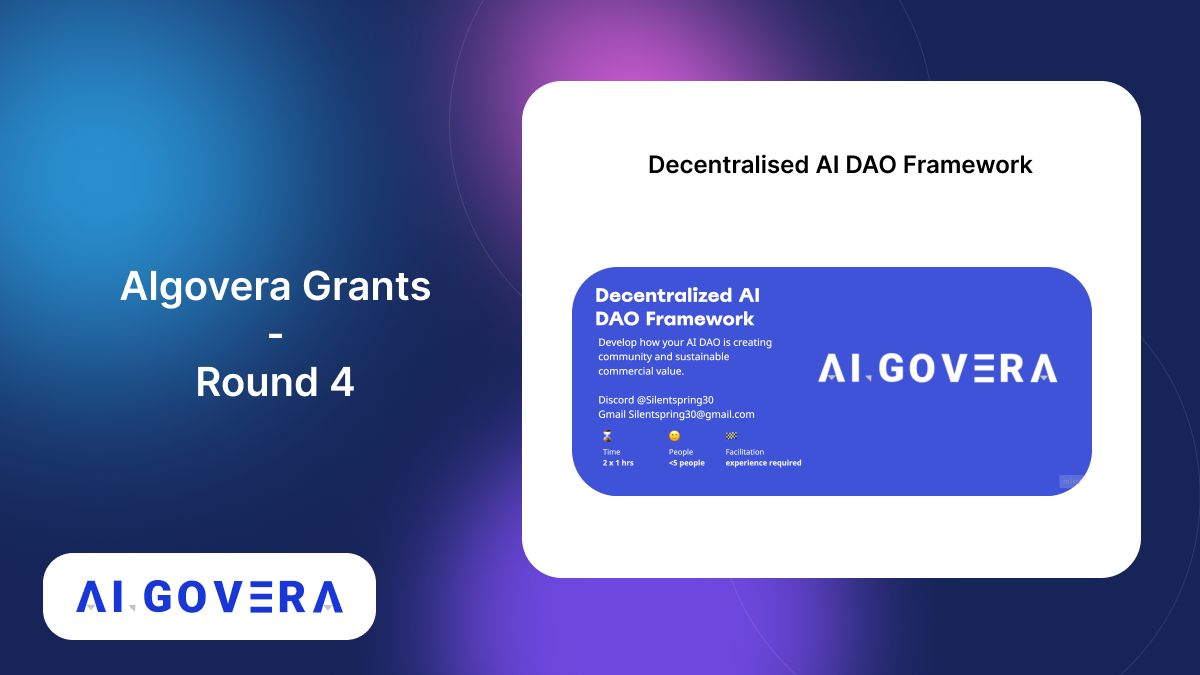 Algovera Grants
-
Round 4
AI.GOVERA
Decentralised AI DAO Framework
Decentralized AI
DAO Framework
Develop how your AI DAO is creating
community and sustainable
commercial value.
Discord @Silentspring30
Gmail Silentspring30@gmail.com
AI.GOVERA
Time
2 x 1 hrs
People
<5 people
Facilitation
experience required